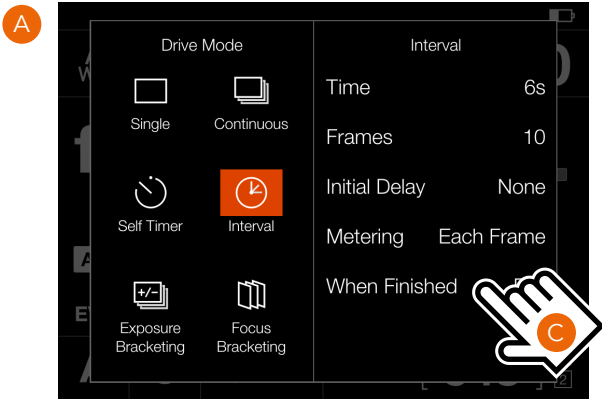 A
Drive Mode
Interval
Single
Continuous
Self Timer
Interval
Exposure
Bracketing
Focus
Bracketing
Time 6s
Frames 10
Initial Delay None
Metering Each Frame
When Finished
C
2